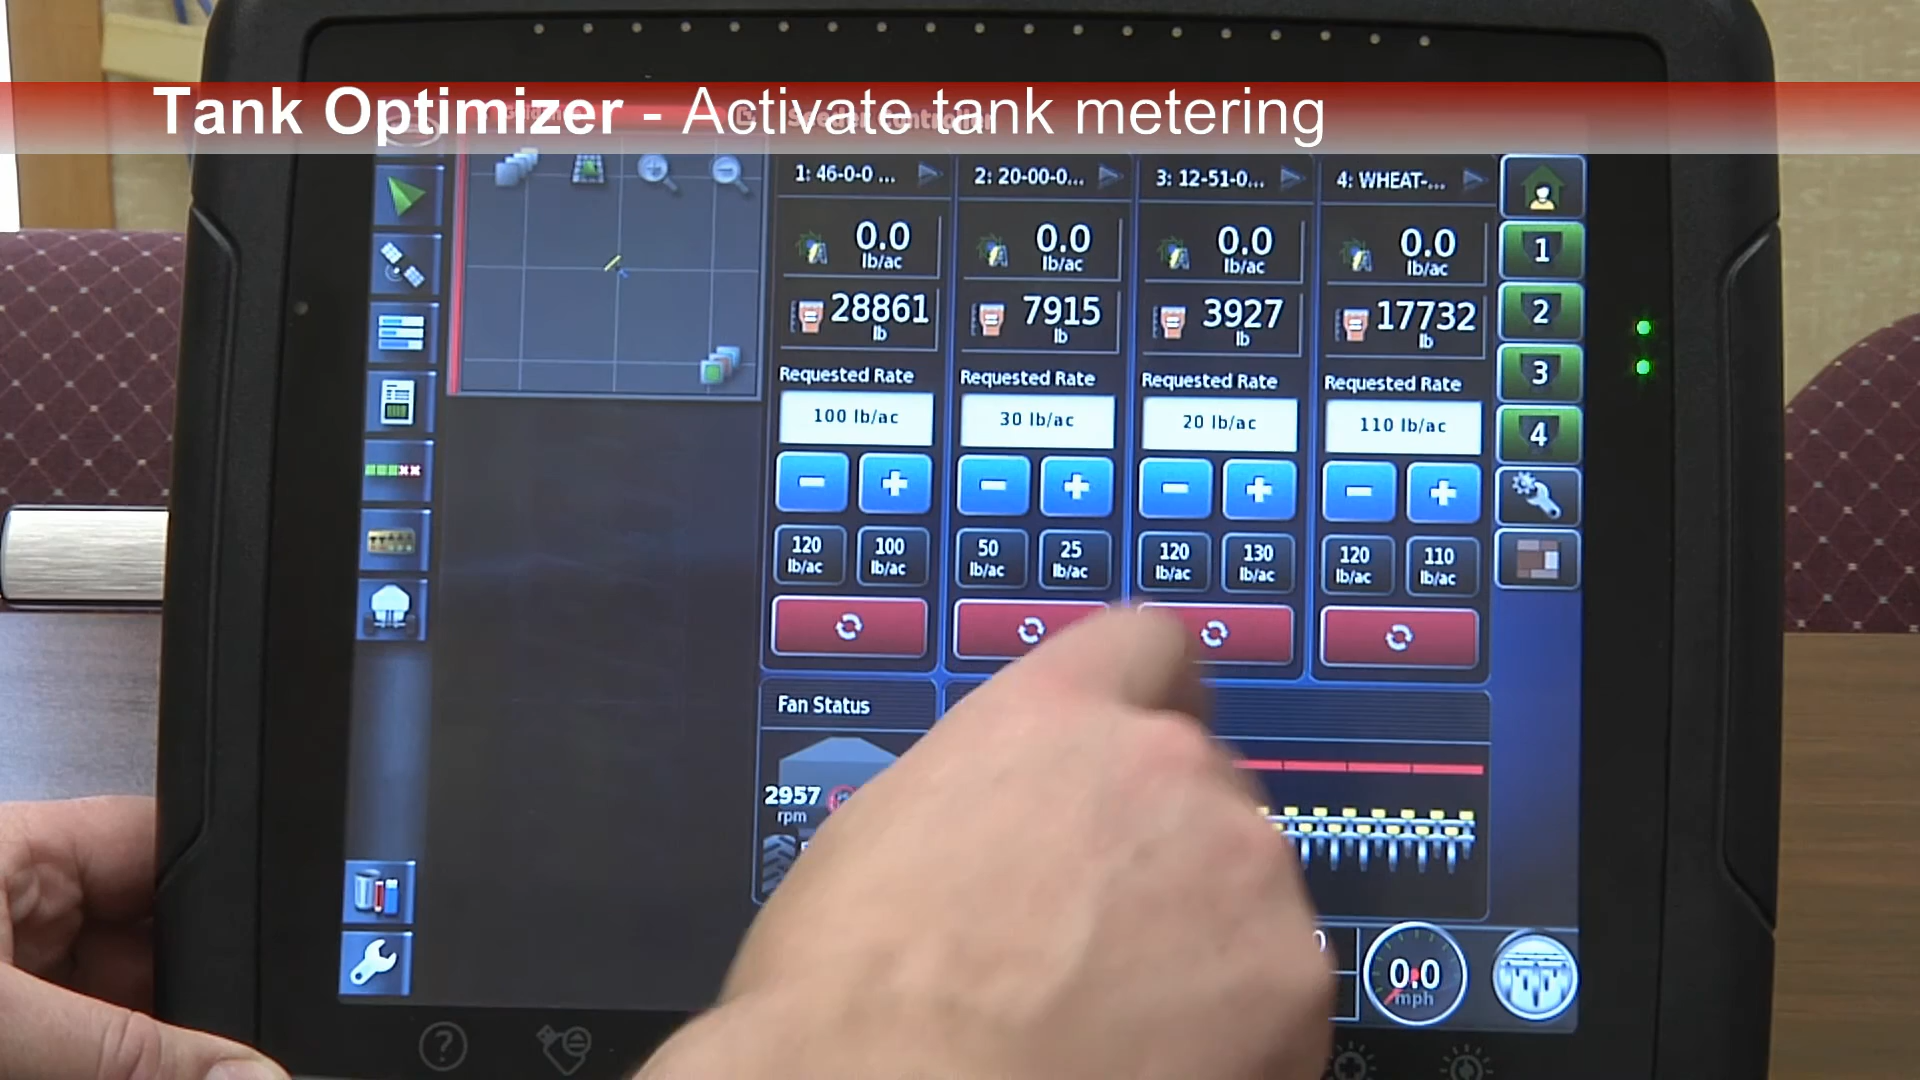 Tank Optimizer - Activate tank metering
Seeder Controller
1: 46-0-0 ... 2: 20-00-0... 3: 12-51-0... 4: WHEAT-...
0.0 0.0 0.0 0.0
lb/ac lb/ac lb/ac lb/ac
28861 7915 3927 17732
lb lb lb lb
Requested Rate Requested Rate Requested Rate Requested Rate
100 lb/ac 30 lb/ac 20 lb/ac 110 lb/ac
120 100 50 25 120 130 120 110
lb/ac lb/ac lb/ac lb/ac lb/ac lb/ac lb/ac lb/ac
1
2
3
4
Fan Status
2957
rpm
0.0
mph
?